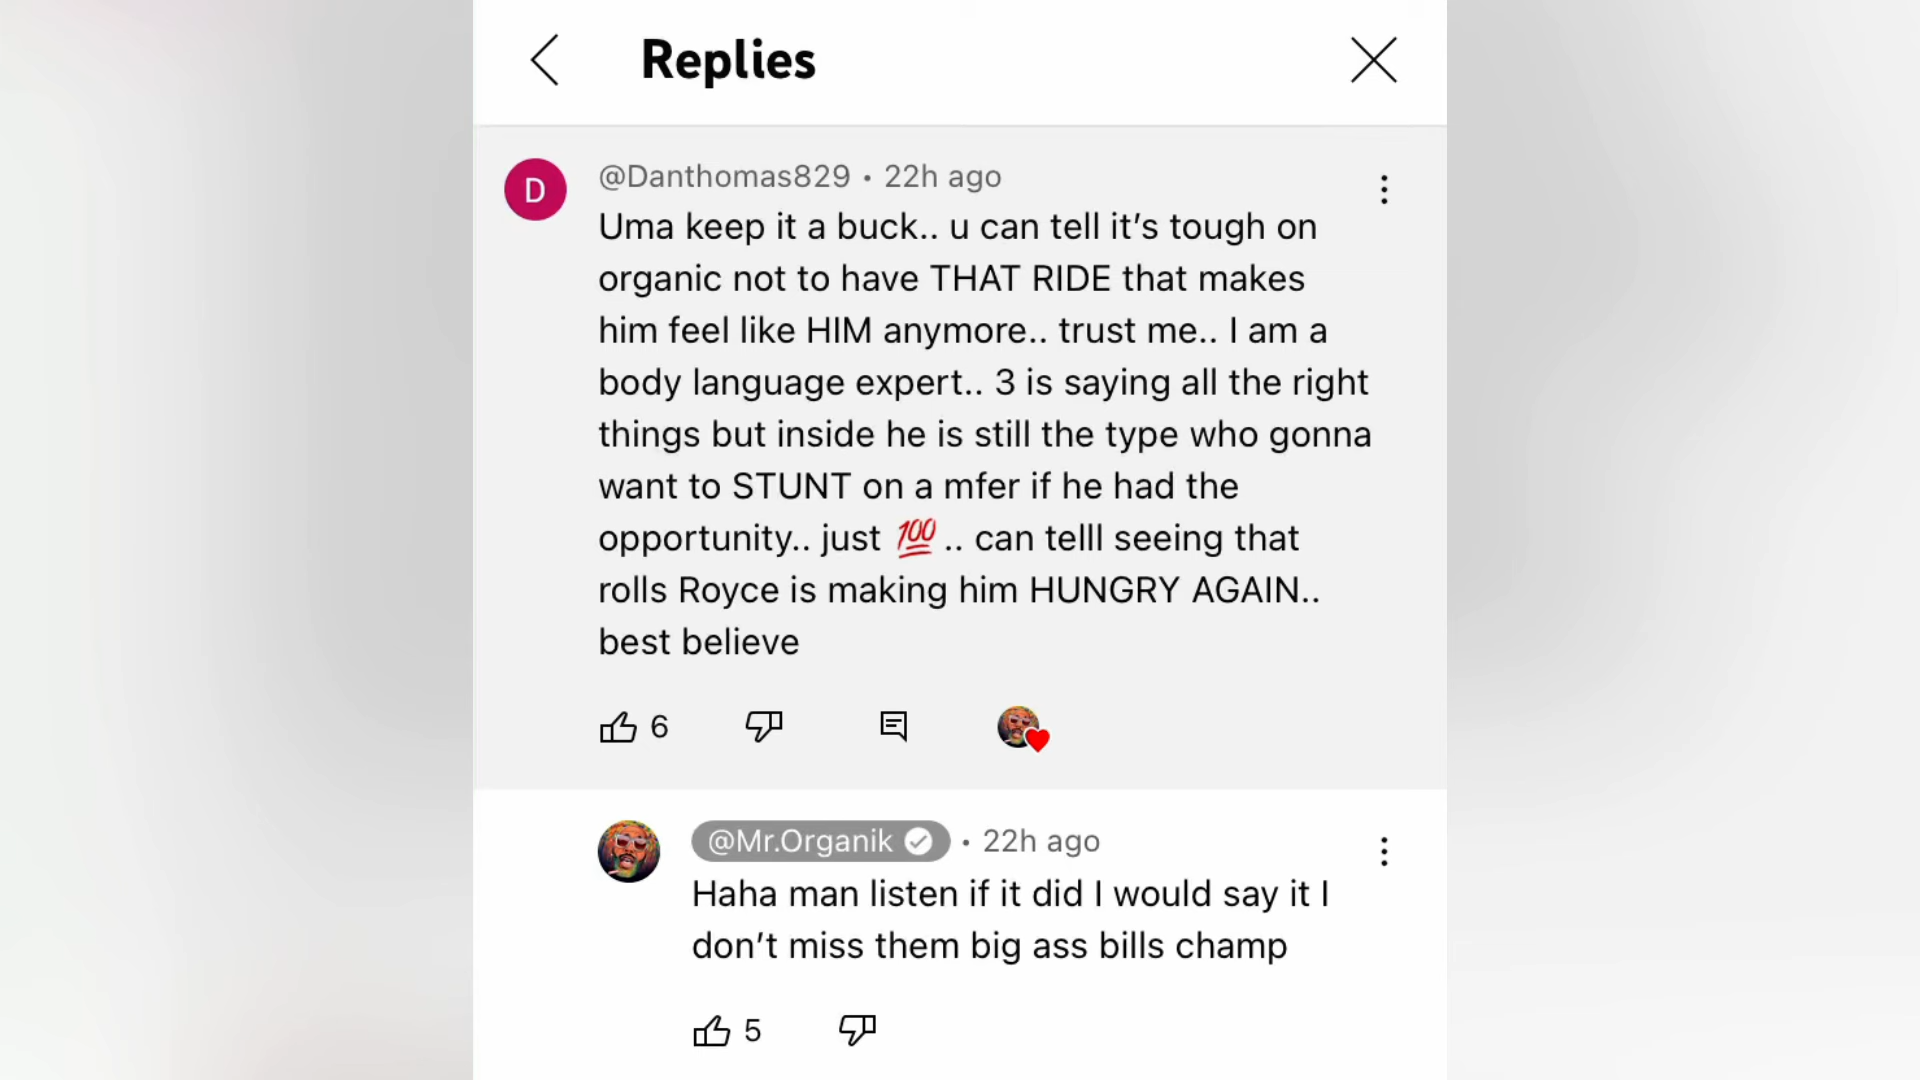 Replies
@Danthomas829 • 22h ago
Uma keep it a buck.. u can tell it’s tough on
organic not to have THAT RIDE that makes
him feel like HIM anymore.. trust me.. I am a
body language expert.. 3 is saying all the right
things but inside he is still the type who gonna
want to STUNT on a mfer if he had the
opportunity.. just 💯.. can telll seeing that
rolls Royce is making him HUNGRY AGAIN..
best believe
6
@Mr.Organik • 22h ago
Haha man listen if it did I would say it I
don’t miss them big ass bills champ
5
D